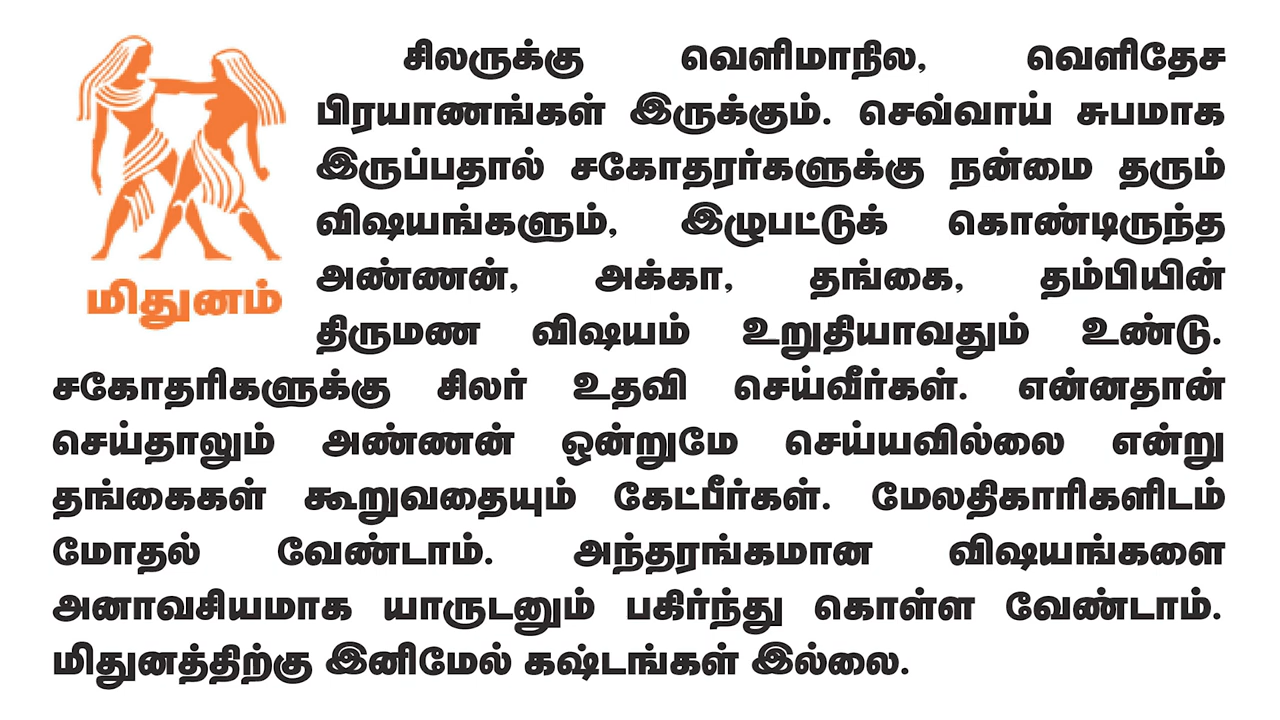 சிலருக்கு வெளிமாநில, வெளிதேச
பிரயாணங்கள் இருக்கும். செவ்வாய் சுபமாக
இருப்பதால் சகோதரர்களுக்கு நன்மை தரும்
விஷயங்களும், இழுபட்டுக் கொண்டிருந்த
அண்ணன், அக்கா, தங்கை, தம்பியின்
மிதுனம்
திருமண விஷயம் உறுதியாவதும் உண்டு.
சகோதரிகளுக்கு சிலர் உதவி செய்வீர்கள். என்னதான்
செய்தாலும் அண்ணன் ஒன்றுமே செய்யவில்லை என்று
தங்கைகள் கூறுவதையும் கேட்பீர்கள். மேலதிகாரிகளிடம்
மோதல் வேண்டாம். அந்தரங்கமான விஷயங்களை
அனாவசியமாக யாருடனும் பகிர்ந்து கொள்ள வேண்டாம்.
மிதுனத்திற்கு இனிமேல் கஷ்டங்கள் இல்லை.